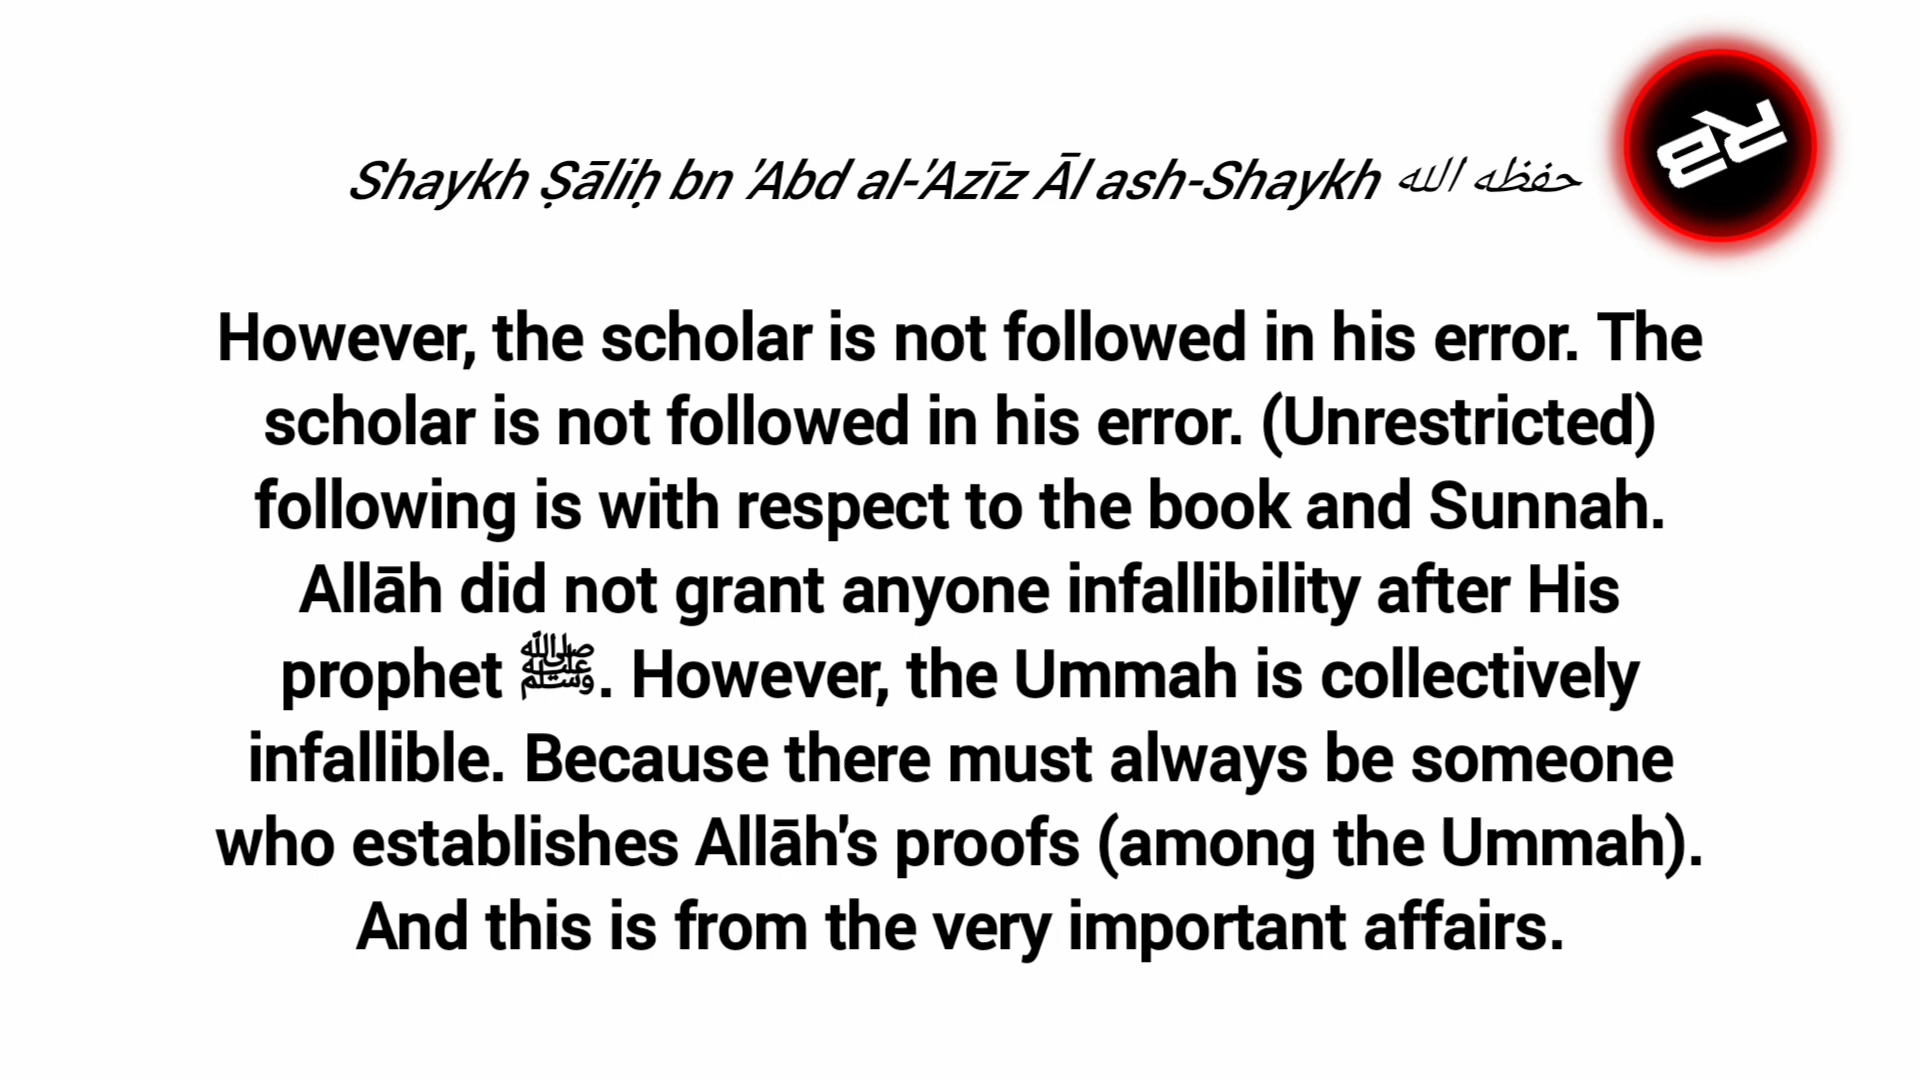 Shaykh Ṣāliḥ bn 'Abd al-'Azīz Āl ash-Shaykh حفظه الله
However, the scholar is not followed in his error. The
scholar is not followed in his error. (Unrestricted)
following is with respect to the book and Sunnah.
Allāh did not grant anyone infallibility after His
prophet ﷺ. However, the Ummah is collectively
infallible. Because there must always be someone
who establishes Allāh's proofs (among the Ummah).
And this is from the very important affairs.